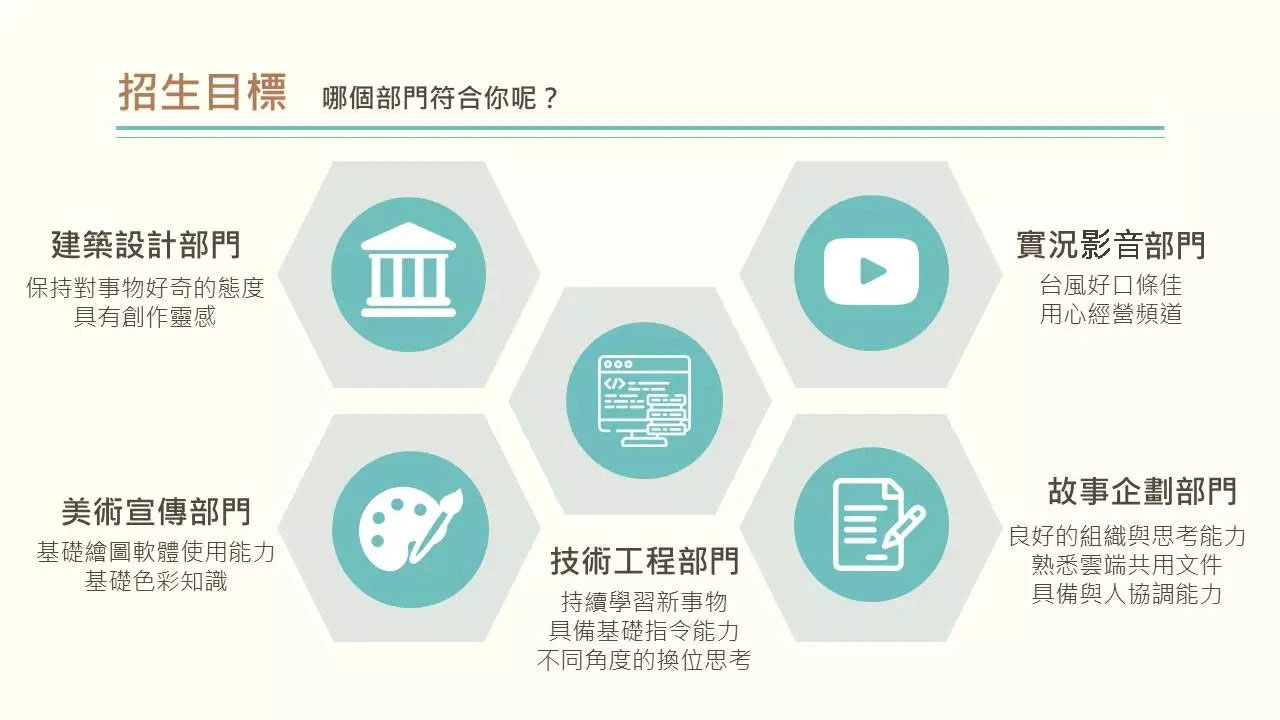 招生目標 哪個部門符合你呢？
建築設計部門
保持對事物好奇的態度
具有創作靈感
實況影音部門
台風好口條佳
用心經營頻道
美術宣傳部門
基礎繪圖軟體使用能力
基礎色彩知識
</>
技術工程部門
持續學習新事物
具備基礎指令能力
不同角度的換位思考
故事企劃部門
良好的組織與思考能力
熟悉雲端共用文件
具備與人協調能力